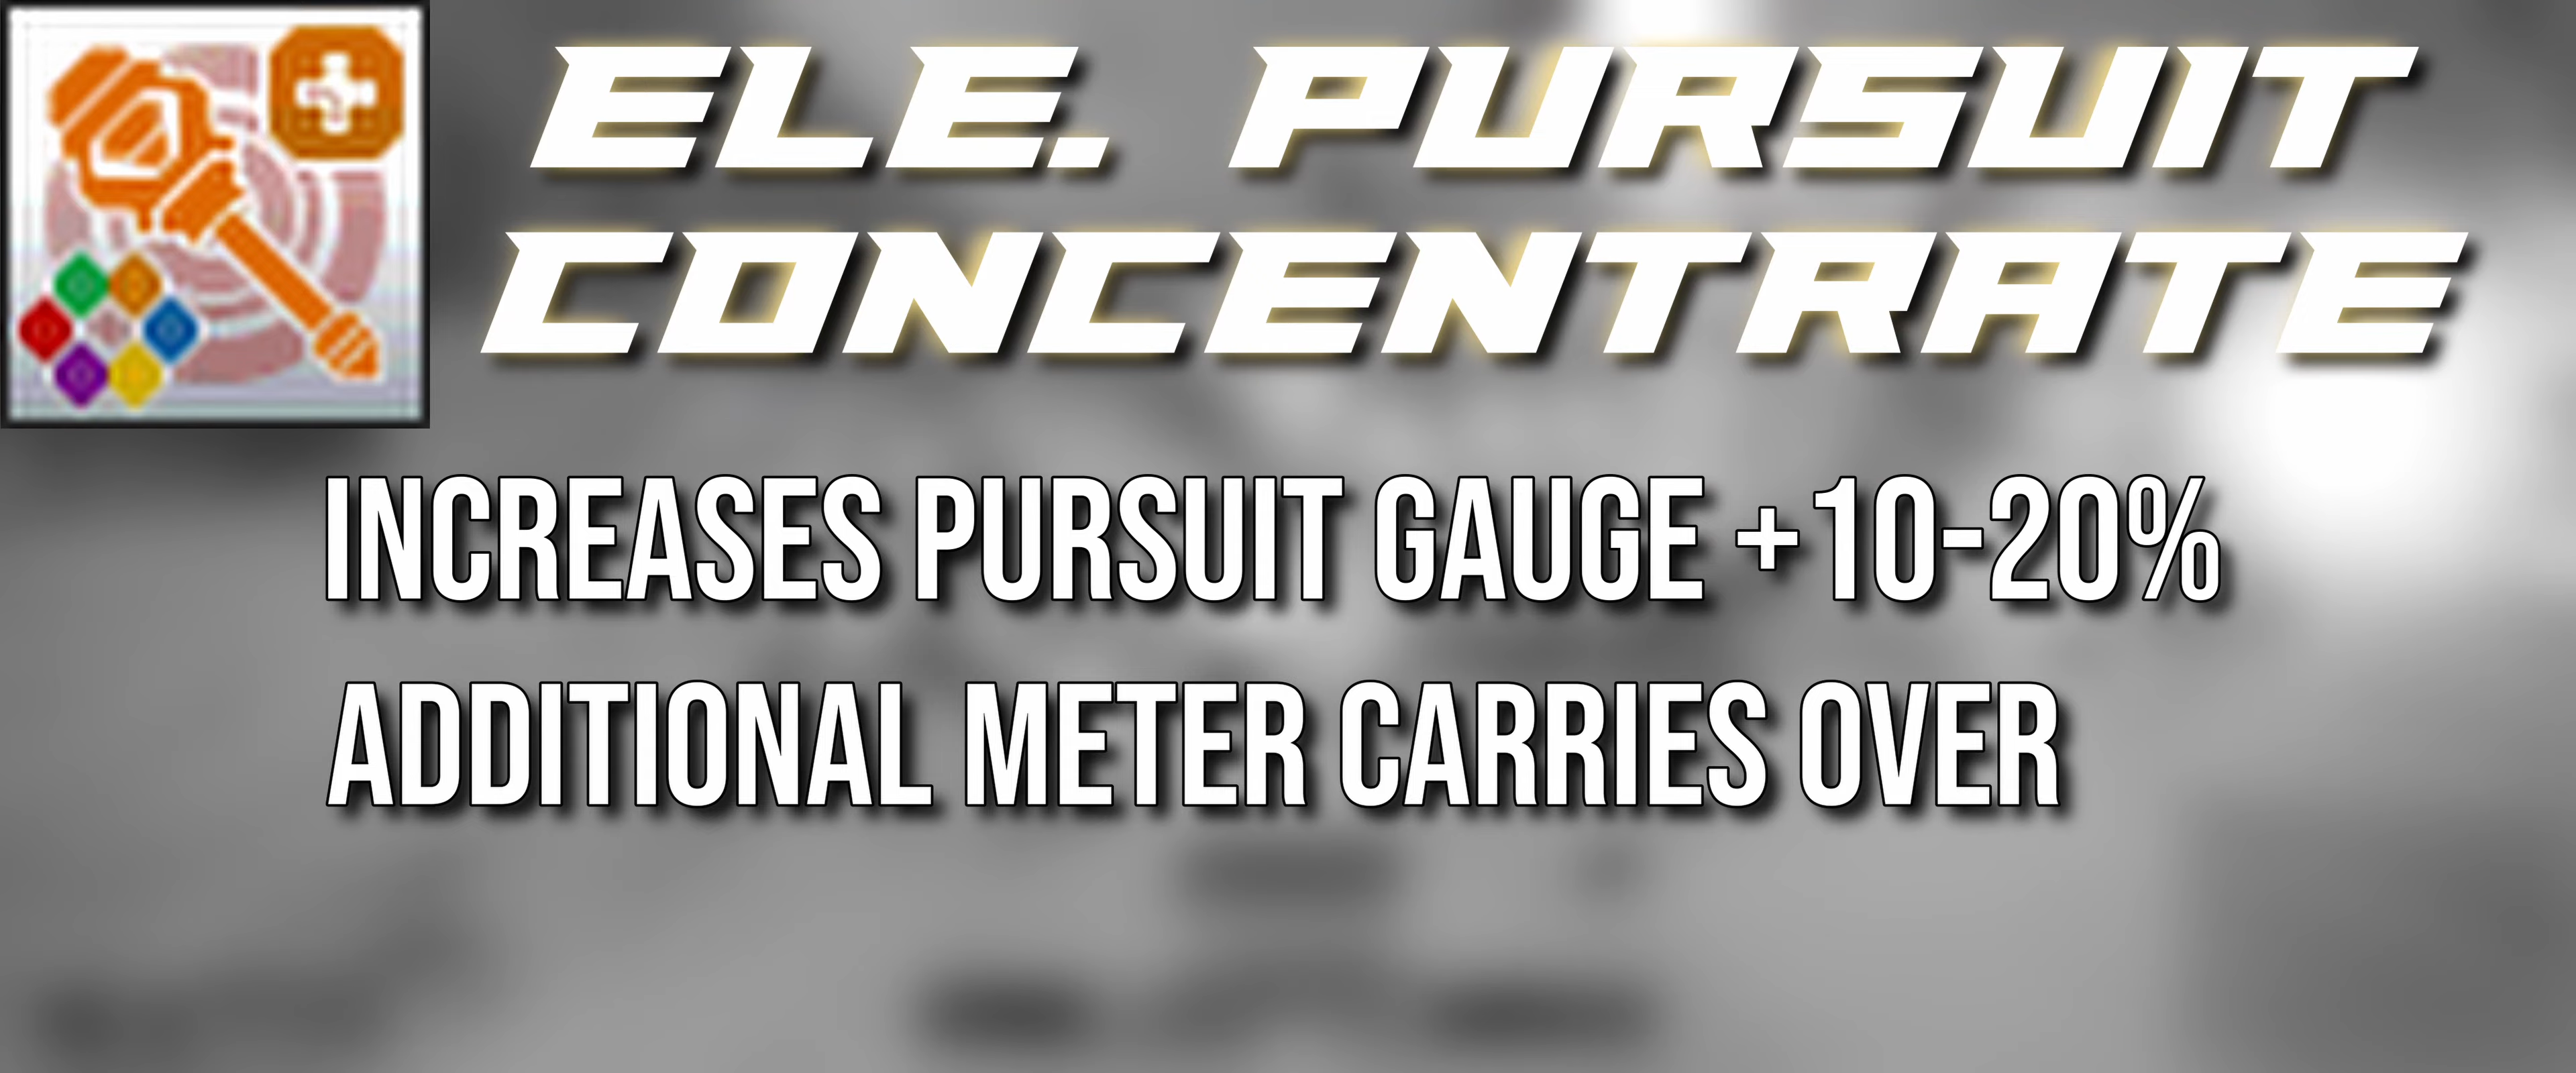 ELE. PURSUIT
CONCENTRATE
INCREASES PURSUIT GAUGE +10-20%
ADDITIONAL METER CARRIES OVER